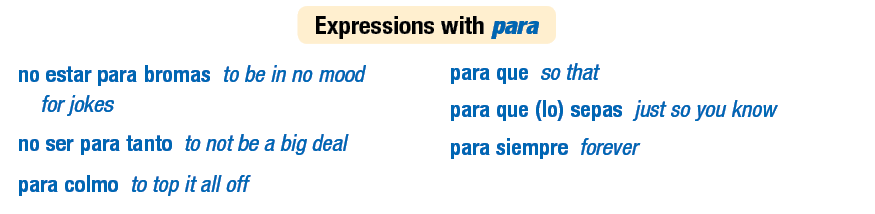 Expressions with para
no estar para bromas to be in no mood
for jokes
no ser para tanto to not be a big deal
para colmo to top it all off
para que so that
para que (lo) sepas just so you know
para siempre forever